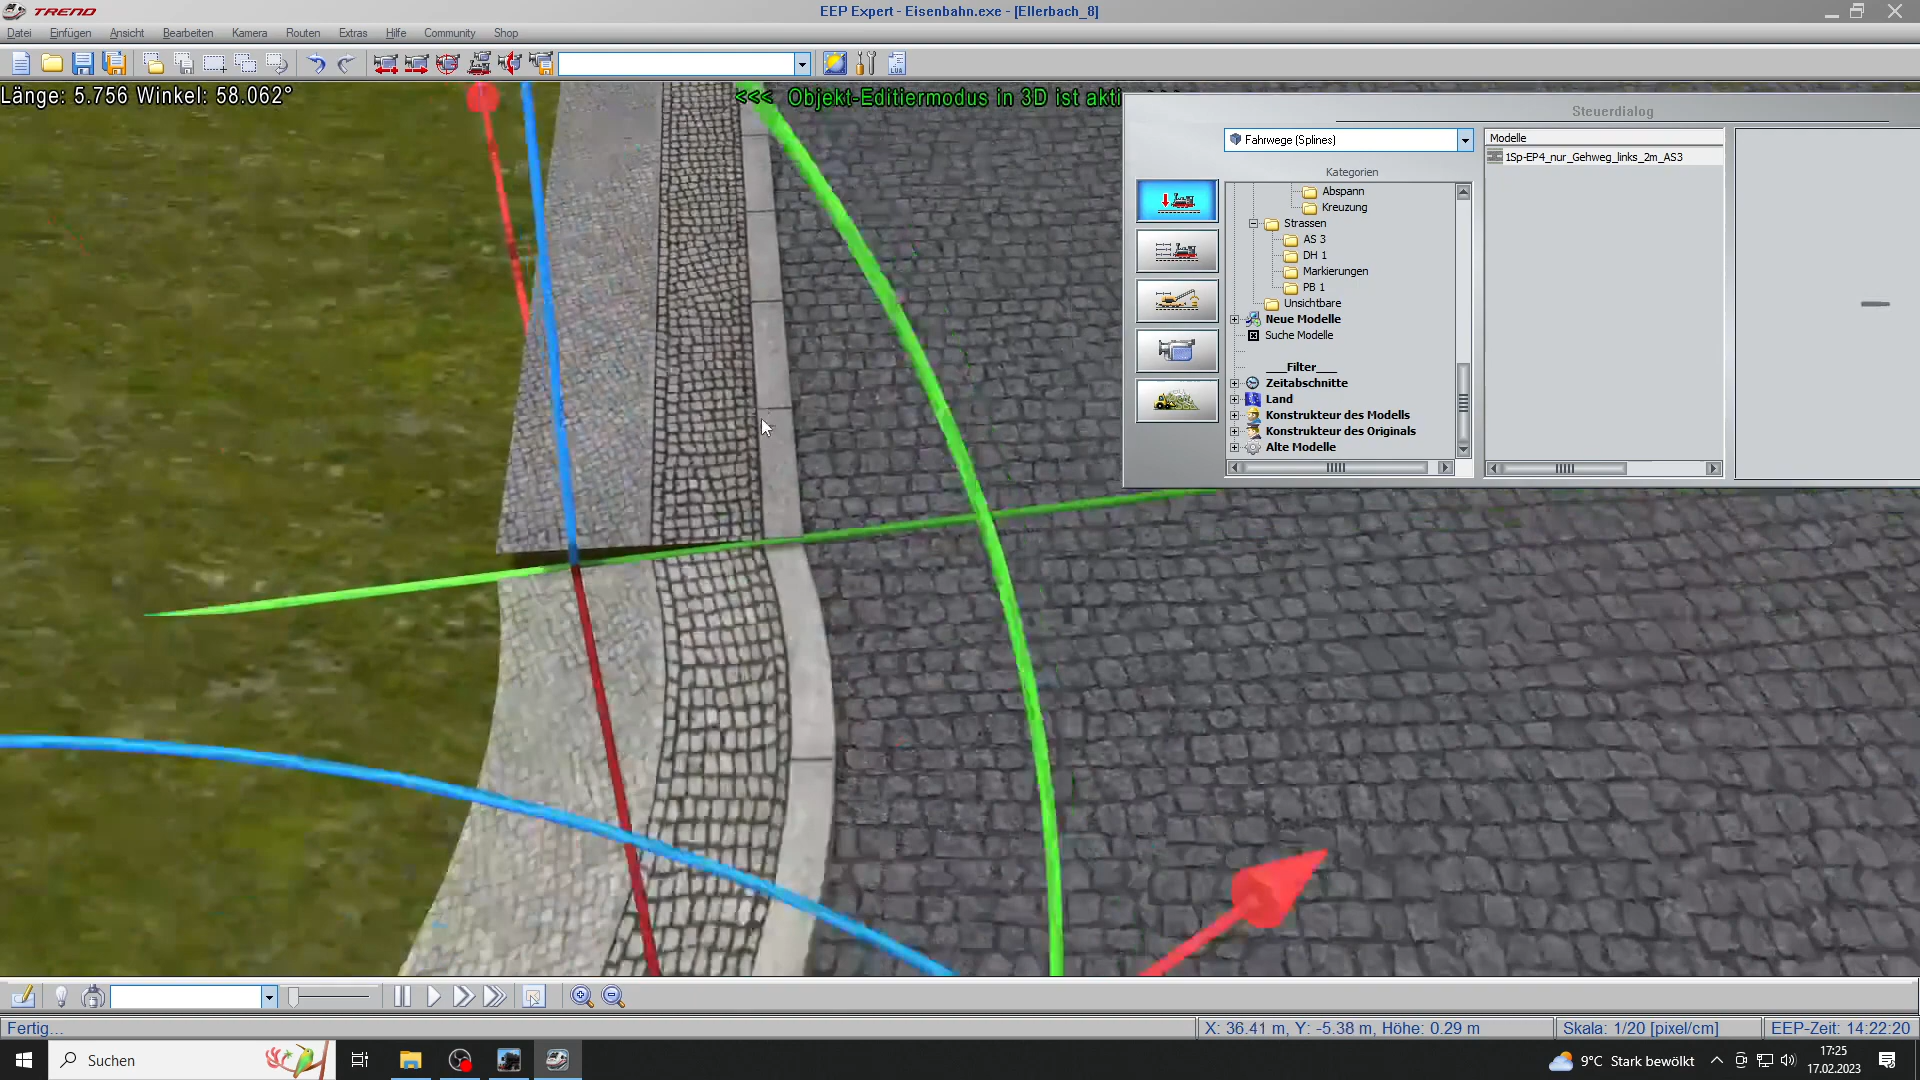 TREND
EEP Expert - Eisenbahn.exe - [Ellerbach_8]
Datei Einfügen Ansicht Bearbeiten Kamera Routen Extras Hilfe Community Shop
LUA
Länge: 5.756 Winkel: 58.062°
<<< Objekt-Editiermodus in 3D ist akti
Steuerdialog
Fahrwege (Splines)
Kategorien
Abspann
Kreuzung
Strassen
AS 3
DH 1
Markierungen
PB 1
Unsichtbare
Neue Modelle
Suche Modelle
___Filter___
Zeitabschnitte
Land
Konstrukteur des Modells
Konstrukteur des Originals
Alte Modelle
Modelle
1Sp-EP4_nur_Gehweg_links_2m_AS3
Fertig...
X: 36.41 m, Y: -5.38 m, Höhe: 0.29 m
Skala: 1/20 [pixel/cm]
EEP-Zeit: 14:22:20
Suchen
9°C Stark bewölkt
17:25
17.02.2023